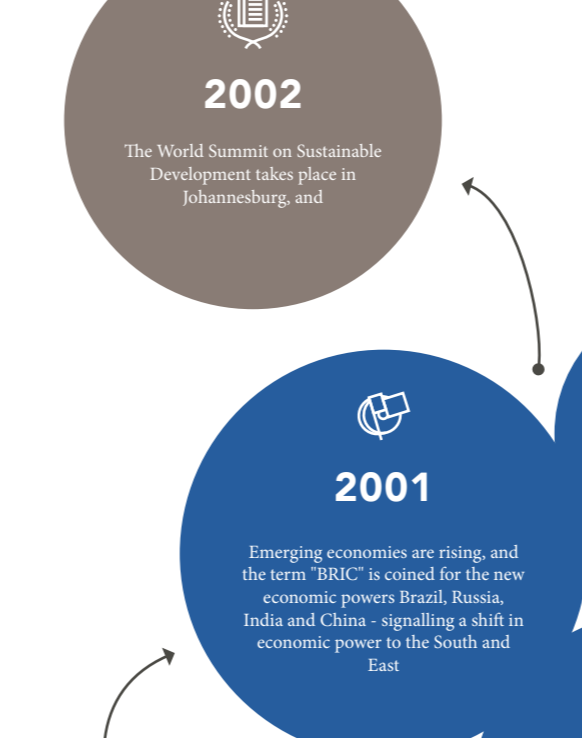 2002
The World Summit on Sustainable
Development takes place in
Johannesburg, and
2001
Emerging economies are rising, and
the term "BRIC" is coined for the new
economic powers Brazil, Russia,
India and China - signalling a shift in
economic power to the South and
East